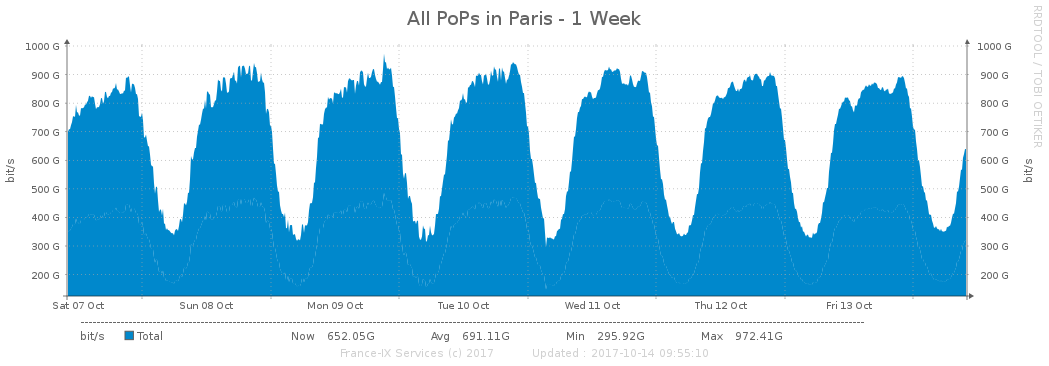 All PoPs in Paris - 1 Week
RRDTOOL / TOBI OETIKER
bit/s
1000 G
900 G
800 G
700 G
600 G
500 G
400 G
300 G
200 G
1000 G
900 G
800 G
700 G
600 G
500 G
400 G
300 G
200 G
bit/s
Sat 07 Oct Sun 08 Oct Mon 09 Oct Tue 10 Oct Wed 11 Oct Thu 12 Oct Fri 13 Oct
bit/s Total Now 652.05G Avg 691.11G Min 295.92G Max 972.41G
France-IX Services (c) 2017 Updated : 2017-10-14 09:55:10